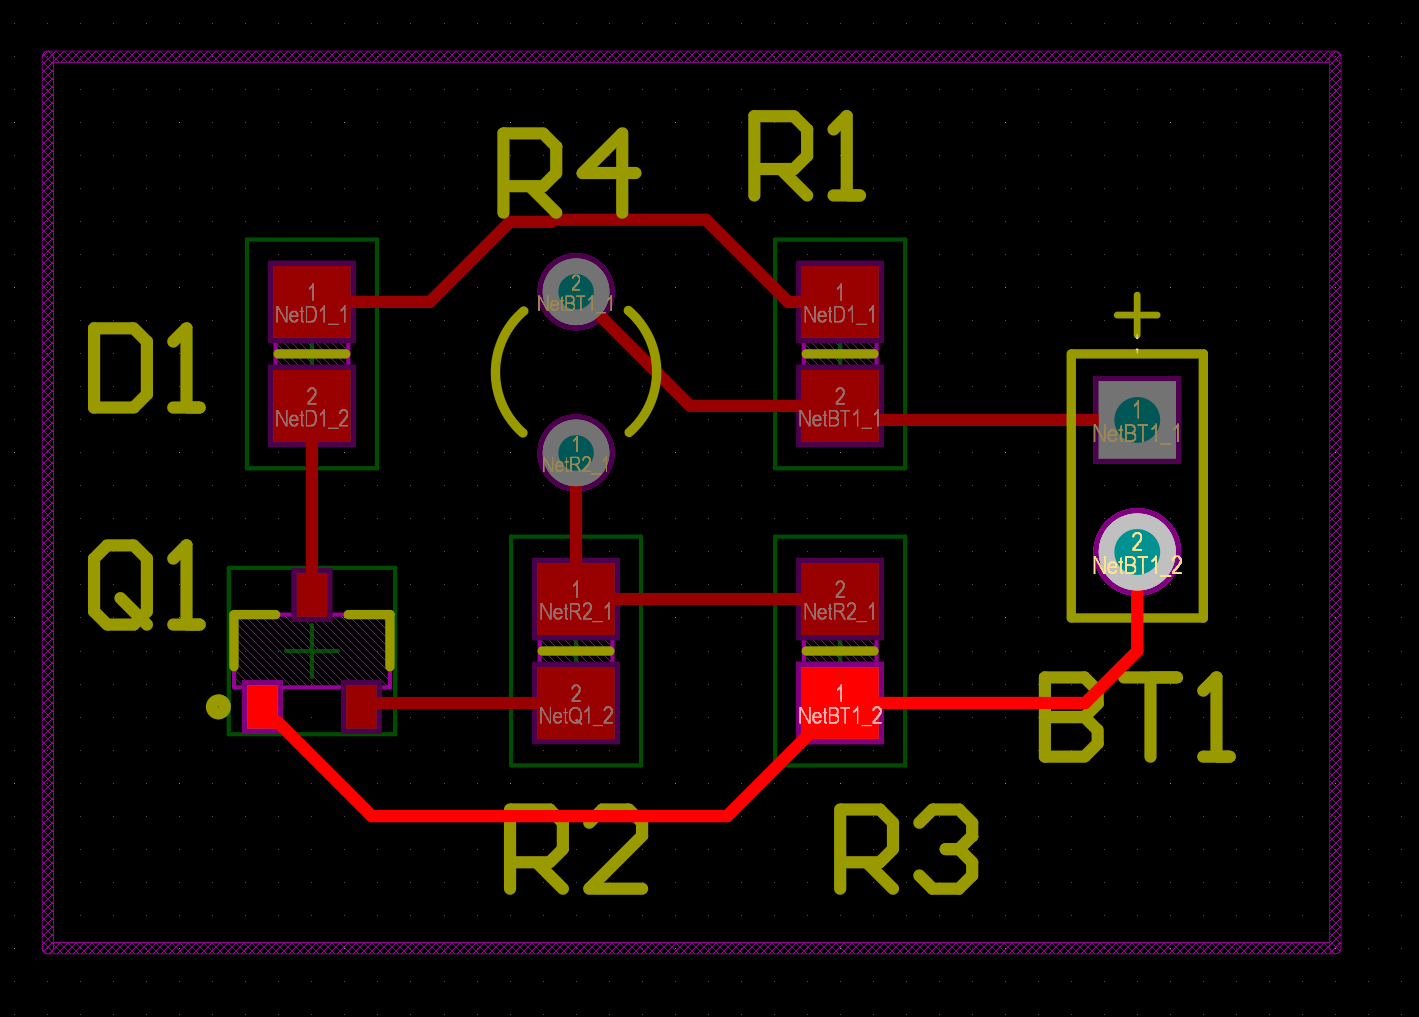 R4
R1
+
D1
1
NetD1_1
2
NetD1_2
2
NetBT1_1
1
NetR2_1
1
NetD1_1
2
NetBT1_1
1
NetBT1_1
2
NetBT1_2
Q1
1
NetR2_1
2
NetQ1_2
2
NetR2_1
1
NetBT1_2
BT1
R2
R3